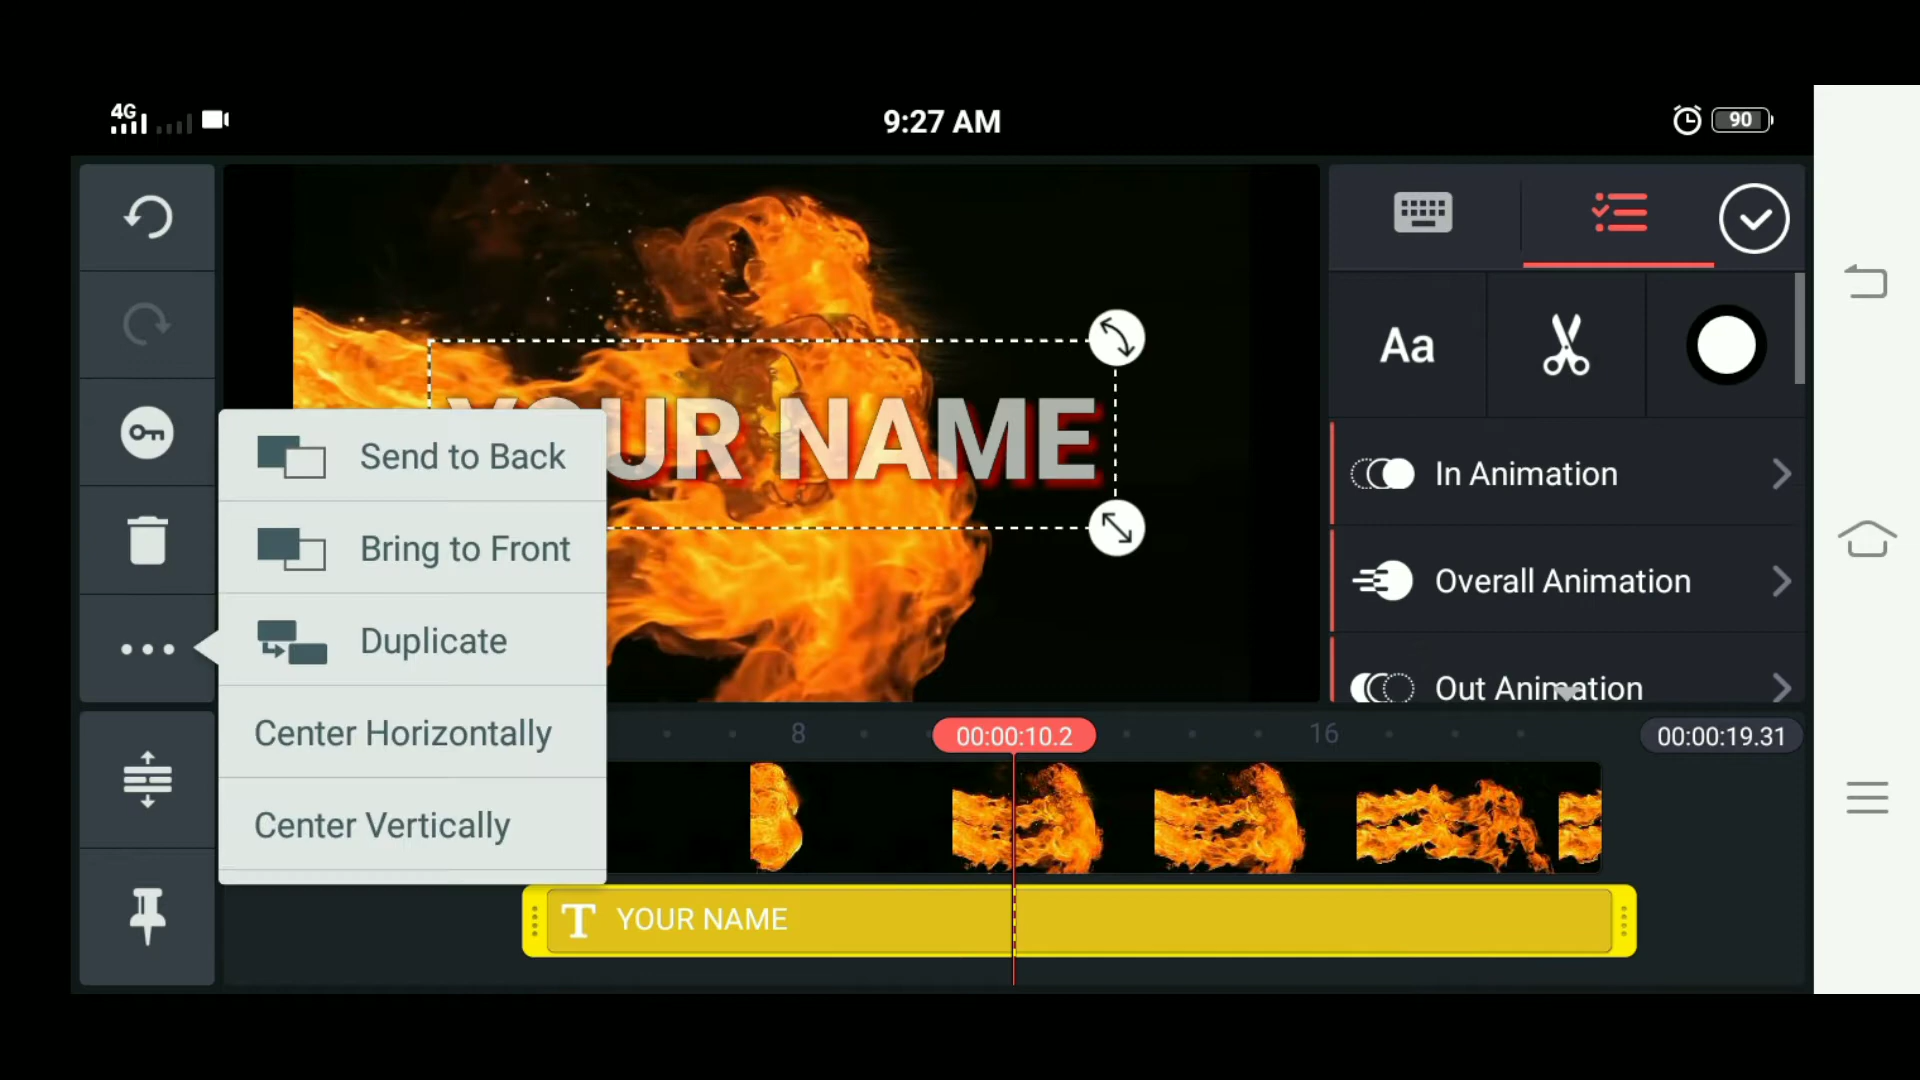 4G
9:27 AM
90
YOUR NAME
Aa
Send to Back
Bring to Front
Duplicate
Center Horizontally
Center Vertically
In Animation
Overall Animation
Out Animation
8
00:00:10.2
16
00:00:19.31
T YOUR NAME